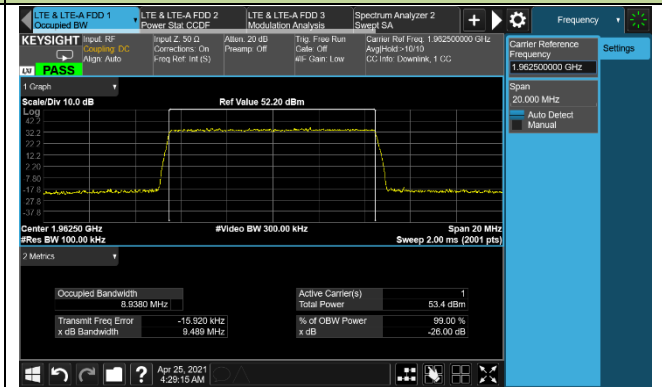 LTE & LTE-A FDD 1
Occupied BW
LTE & LTE-A FDD 2
Power Stat CCDF
LTE & LTE-A FDD 3
Modulation Analysis
Spectrum Analyzer 2
Swept SA
Frequency
KEYSIGHT
Input: RF
Coupling: DC
Align: Auto
Input Z: 50 Ω
Corrections: On
Freq Ref: Int (S)
Atten: 20 dB
Preamp: Off
Trig: Free Run
Gate: Off
#IF Gain: Low
Carrier Ref Freq: 1.962500000 GHz
Avg|Hold:>10/10
CC Info: Downlink, 1 CC
LXI
PASS
Carrier Reference
Frequency
1.962500000 GHz
Settings
Span
20.000 MHz
Auto Detect
Manual
1 Graph
Scale/Div 10.0 dB
Ref Value 52.20 dBm
Log
42.2
32.2
22.2
12.2
2.20
-7.80
-17.8
-27.8
-37.8
Center 1.96250 GHz
#Video BW 300.00 kHz
Span 20 MHz
#Res BW 100.00 kHz
Sweep 2.00 ms (2001 pts)
2 Metrics
Occupied Bandwidth
8.9380 MHz
Active Carrier(s)
1
Total Power
53.4 dBm
Transmit Freq Error
-15.920 kHz
% of OBW Power
99.00 %
x dB Bandwidth
9.489 MHz
x dB
-26.00 dB
?
Apr 25, 2021
4:29:15 AM